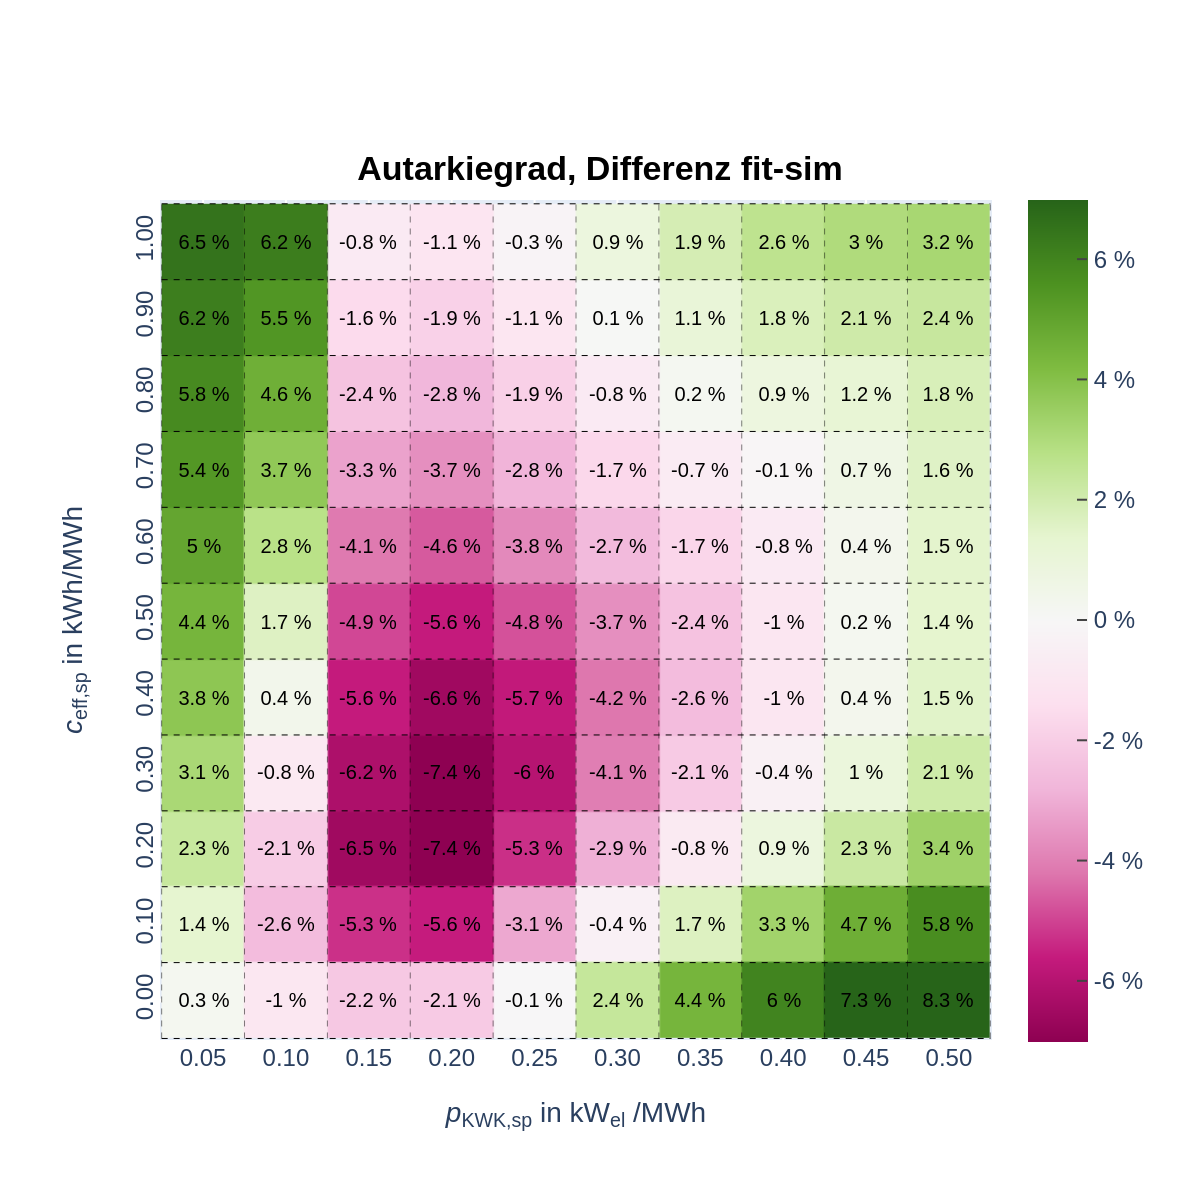 Autarkiegrad, Differenz fit-sim
1.00 6.5 % 6.2 % -0.8 % -1.1 % -0.3 % 0.9 % 1.9 % 2.6 % 3 % 3.2 %
0.90 6.2 % 5.5 % -1.6 % -1.9 % -1.1 % 0.1 % 1.1 % 1.8 % 2.1 % 2.4 %
0.80 5.8 % 4.6 % -2.4 % -2.8 % -1.9 % -0.8 % 0.2 % 0.9 % 1.2 % 1.8 %
0.70 5.4 % 3.7 % -3.3 % -3.7 % -2.8 % -1.7 % -0.7 % -0.1 % 0.7 % 1.6 %
0.60 5 % 2.8 % -4.1 % -4.6 % -3.8 % -2.7 % -1.7 % -0.8 % 0.4 % 1.5 %
0.50 4.4 % 1.7 % -4.9 % -5.6 % -4.8 % -3.7 % -2.4 % -1 % 0.2 % 1.4 %
0.40 3.8 % 0.4 % -5.6 % -6.6 % -5.7 % -4.2 % -2.6 % -1 % 0.4 % 1.5 %
0.30 3.1 % -0.8 % -6.2 % -7.4 % -6 % -4.1 % -2.1 % -0.4 % 1 % 2.1 %
0.20 2.3 % -2.1 % -6.5 % -7.4 % -5.3 % -2.9 % -0.8 % 0.9 % 2.3 % 3.4 %
0.10 1.4 % -2.6 % -5.3 % -5.6 % -3.1 % -0.4 % 1.7 % 3.3 % 4.7 % 5.8 %
0.00 0.3 % -1 % -2.2 % -2.1 % -0.1 % 2.4 % 4.4 % 6 % 7.3 % 8.3 %
0.05 0.10 0.15 0.20 0.25 0.30 0.35 0.40 0.45 0.50
p KWK,sp in kW el /MWh
c eff,sp in kWh/MWh
6 %
4 %
2 %
0 %
-2 %
-4 %
-6 %